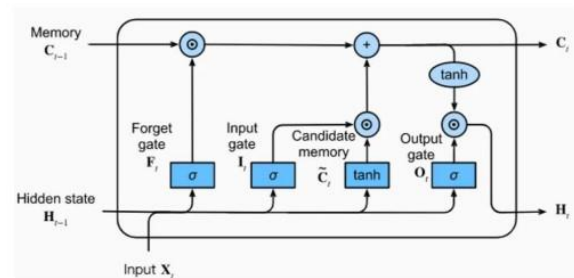 Memory
C_{t-1}
⊙
+
C_t
tanh
Forget gate
F_t
Input gate
I_t
Candidate memory
C̃_t
⊙
Output gate
O_t
⊙
σ
σ
tanh
σ
Hidden state
H_{t-1}
H_t
Input X_t